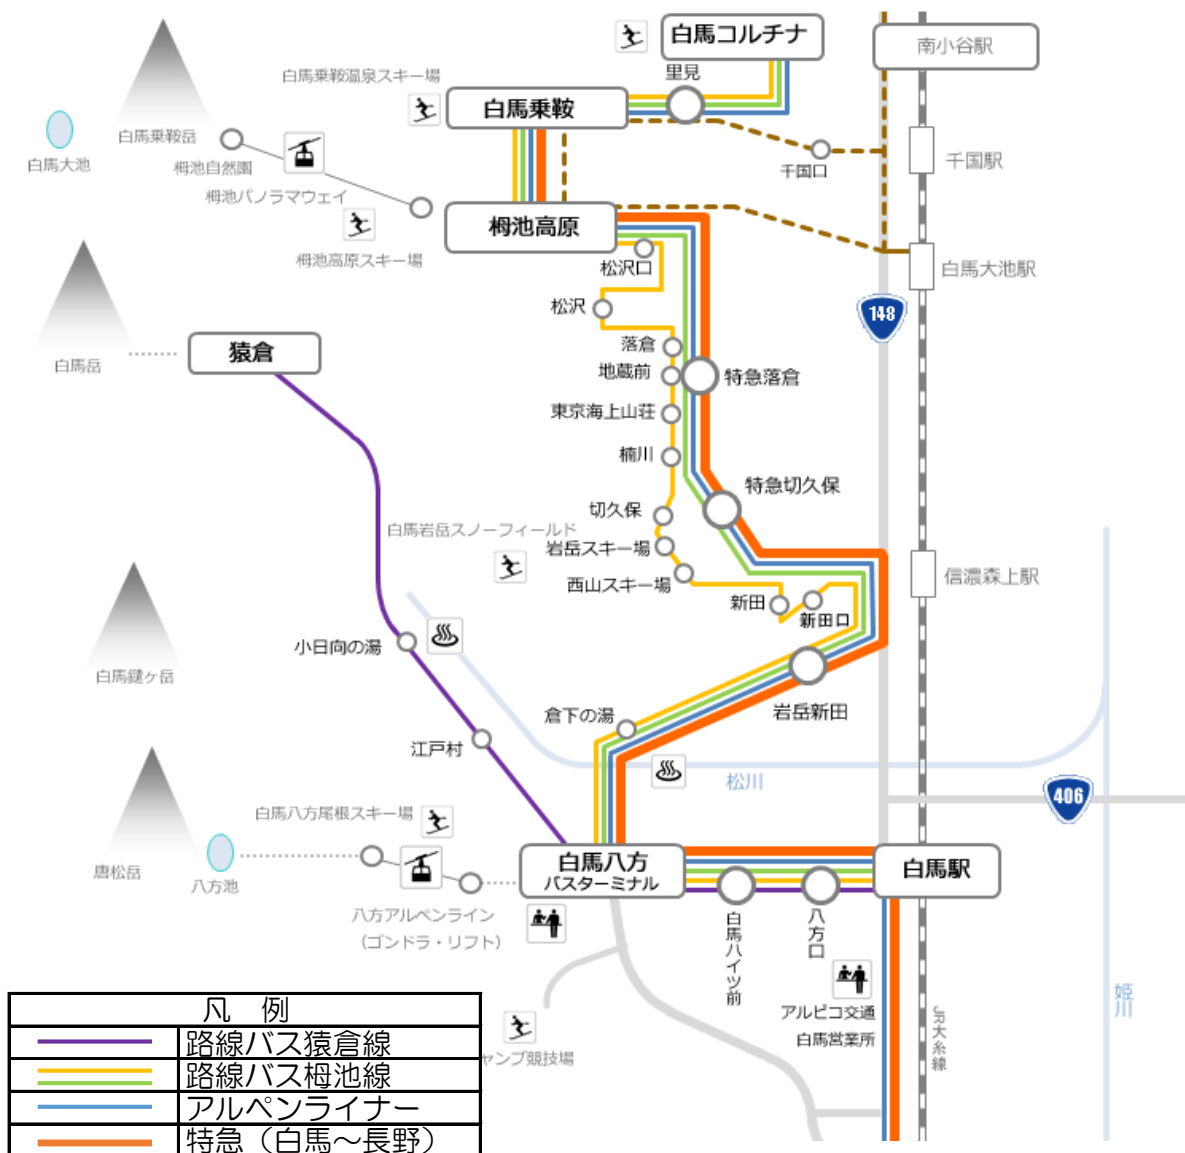 白馬コルチナ
南小谷駅
里見
白馬乗鞍温泉スキー場
白馬乗鞍
白馬乗鞍岳
白馬大池
栂池自然園
栂池パノラマウェイ
千国口
千国駅
栂池高原
栂池高原スキー場
松沢口
白馬大池駅
松沢
148
白馬岳
猿倉
落倉
地蔵前
特急落倉
東京海上山荘
楠川
特急切久保
切久保
白馬岩岳スノーフィールド
岩岳スキー場
西山スキー場
信濃森上駅
新田
新田口
小日向の湯
白馬鑓ヶ岳
岩岳新田
倉下の湯
江戸村
松川
406
白馬八方尾根スキー場
唐松岳
八方池
白馬八方
バスターミナル
白馬駅
八方アルペンライン
（ゴンドラ・リフト）
白馬ハイツ前
八方口
アルピコ交通
白馬営業所
JR大糸線
姫川
ャンプ競技場
凡 例
路線バス猿倉線
路線バス栂池線
アルペンライナー
特急（白馬～長野）